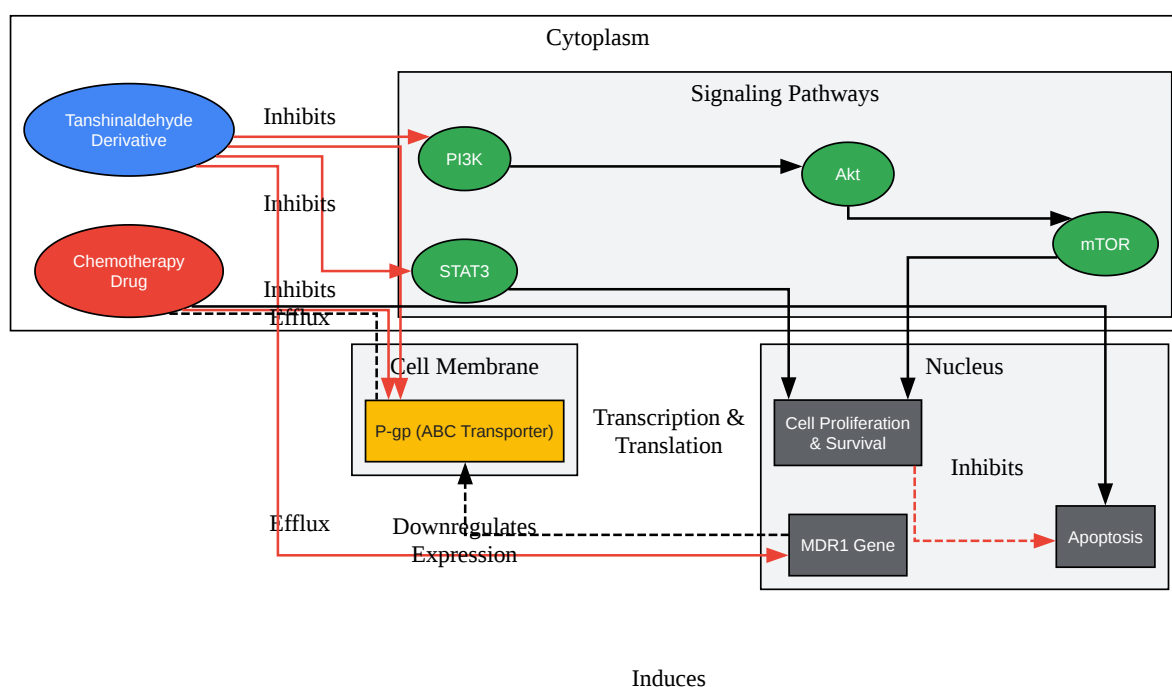 Cytoplasm
Signaling Pathways
Tanshinaldehyde
Derivative
Inhibits
PI3K
Akt
Inhibits
mTOR
Chemotherapy
Drug
STAT3
Inhibits
Efflux
Cell Membrane
Nucleus
P-gp (ABC Transporter)
Transcription &
Translation
Cell Proliferation
& Survival
Inhibits
Efflux
Downregulates
Expression
MDR1 Gene
Apoptosis
Induces